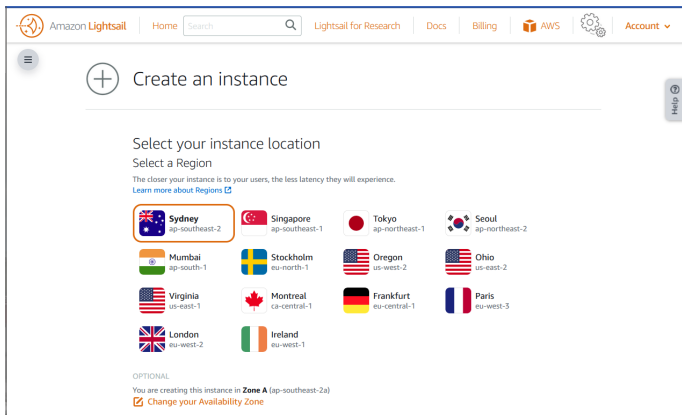 Amazon Lightsail Home Search Lightsail for Research Docs Billing AWS Account
Help
Create an instance
Select your instance location
Select a Region
The closer your instance is to your users, the less latency they will experience.
Learn more about Regions
Sydney Singapore Tokyo Seoul
ap-southeast-2 ap-southeast-1 ap-northeast-1 ap-northeast-2
Mumbai Stockholm Oregon Ohio
ap-south-1 eu-north-1 us-west-2 us-east-2
Virginia Montreal Frankfurt Paris
us-east-1 ca-central-1 eu-central-1 eu-west-3
London Ireland
eu-west-2 eu-west-1
OPTIONAL
You are creating this instance in Zone A (ap-southeast-2a)
Change your Availability Zone